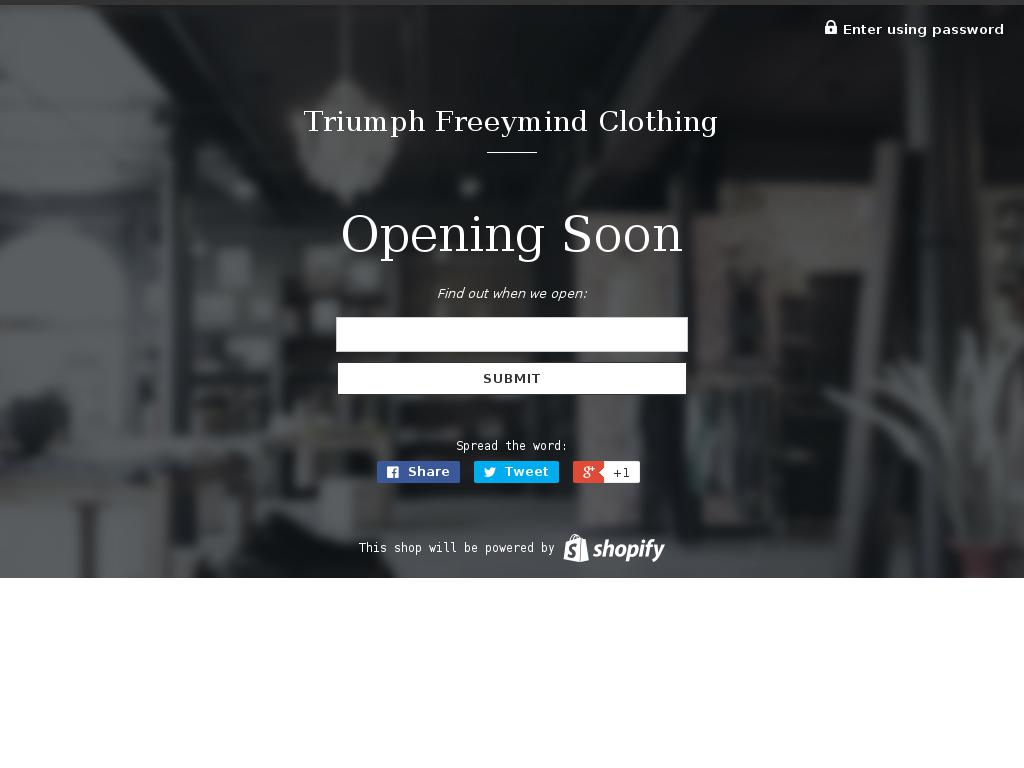 Enter using password
Triumph Freeymind Clothing
Opening Soon
Find out when we open:
SUBMIT
Spread the word:
Share Tweet +1
This shop will be powered by shopify